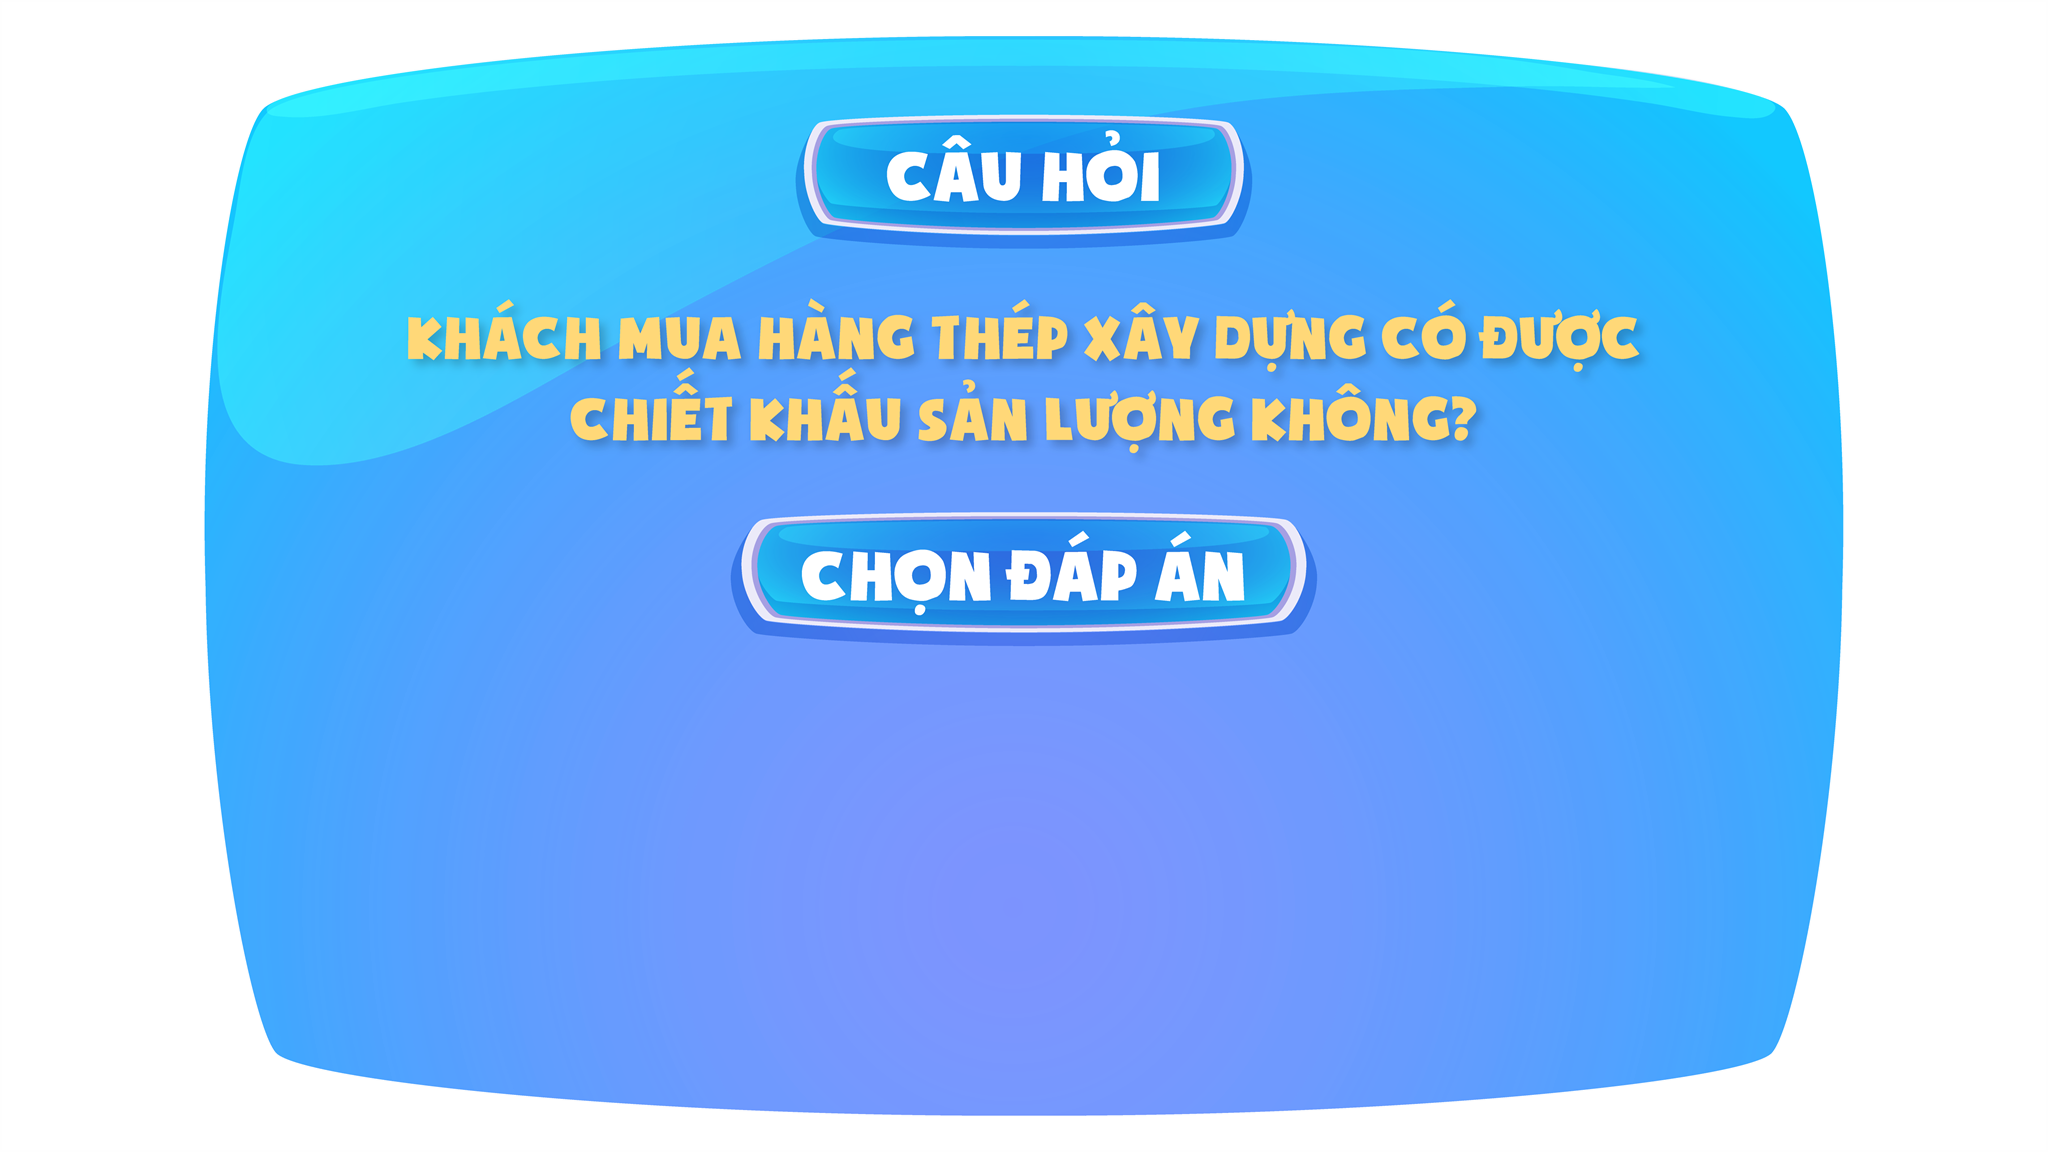 CÂU HỎI
KHÁCH MUA HÀNG THÉP XÂY DỰNG CÓ ĐƯỢC
CHIẾT KHẤU SẢN LƯỢNG KHÔNG?
CHỌN ĐÁP ÁN